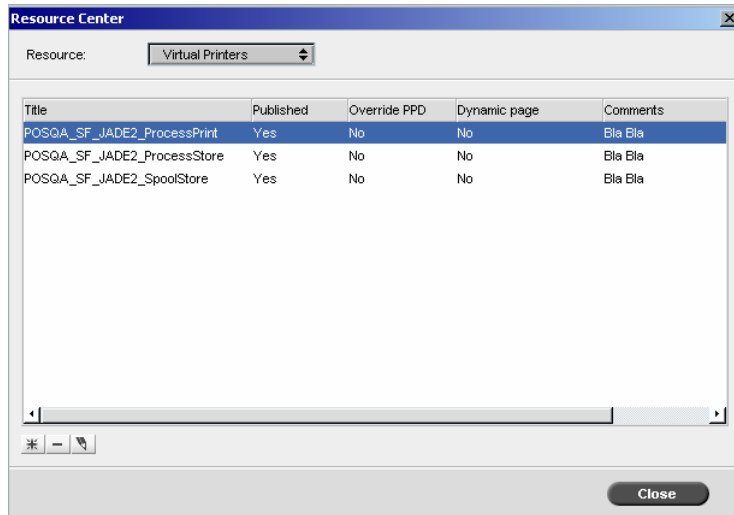 Resource Center
Resource: Virtual Printers
Title Published Override PPD Dynamic page Comments
POSQA_SF_JADE2_ProcessPrint Yes No No Bla Bla
POSQA_SF_JADE2_ProcessStore Yes No No Bla Bla
POSQA_SF_JADE2_SpoolStore Yes No No Bla Bla
Close